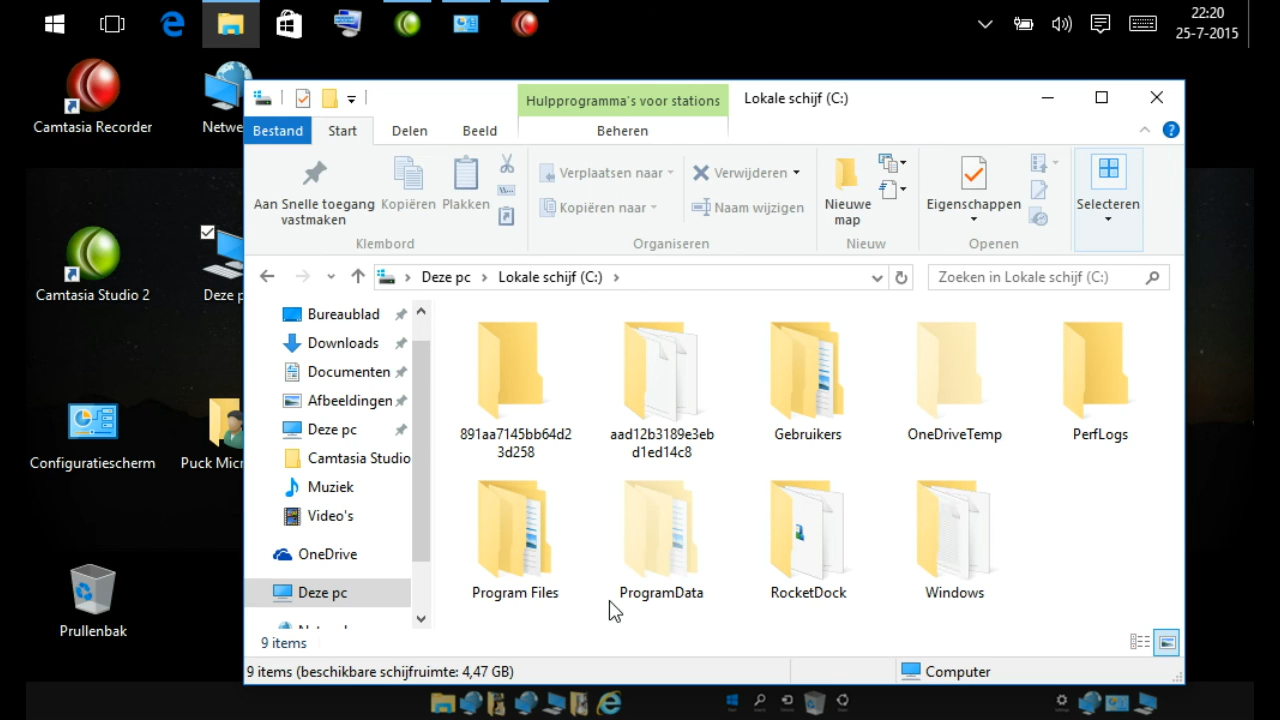 22:20
25-7-2015
Camtasia Recorder
Netwe
Camtasia Studio 2
Deze p
Configuratiescherm
Puck Micr
Prullenbak
Hulpprogramma's voor stations
Lokale schijf (C:)
Bestand
Start
Delen
Beeld
Beheren
Aan Snelle toegang
vastmaken
Kopiëren
Plakken
Klembord
Verplaatsen naar
Kopiëren naar
Verwijderen
Naam wijzigen
Organiseren
Nieuwe
map
Nieuw
Eigenschappen
Openen
Selecteren
Deze pc
Lokale schijf (C:)
Zoeken in Lokale schijf (C:)
Bureaublad
Downloads
Documenten
Afbeeldingen
Deze pc
Camtasia Studio
Muziek
Video's
OneDrive
Deze pc
891aa7145bb64d2
3d258
aad12b3189e3eb
d1ed14c8
Gebruikers
OneDriveTemp
PerfLogs
Program Files
ProgramData
RocketDock
Windows
9 items
9 items (beschikbare schijfruimte: 4,47 GB)
Computer